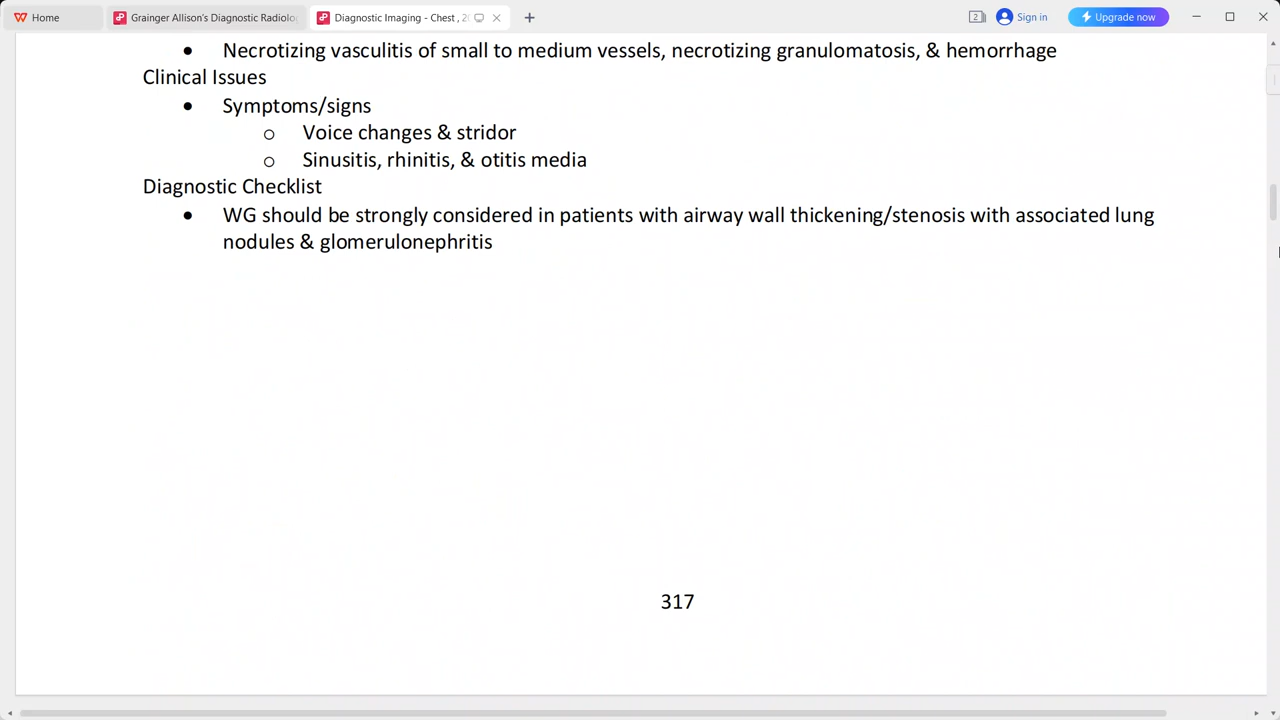 Home
Grainger Allison's Diagnostic Radiolo
Diagnostic Imaging - Chest , 2
2
Sign in
Upgrade now
• Necrotizing vasculitis of small to medium vessels, necrotizing granulomatosis, & hemorrhage
Clinical Issues
• Symptoms/signs
o Voice changes & stridor
o Sinusitis, rhinitis, & otitis media
Diagnostic Checklist
• WG should be strongly considered in patients with airway wall thickening/stenosis with associated lung
nodules & glomerulonephritis
317